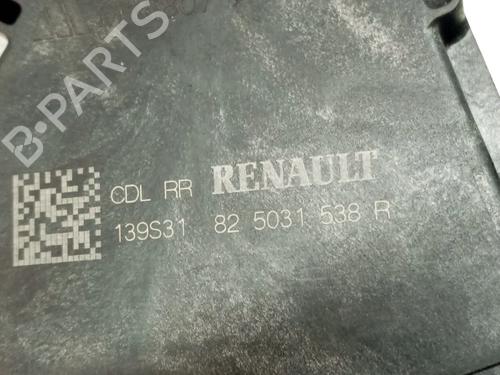 B-PARTS
CDL RR RENAULT
139S31 82 5031 538 R